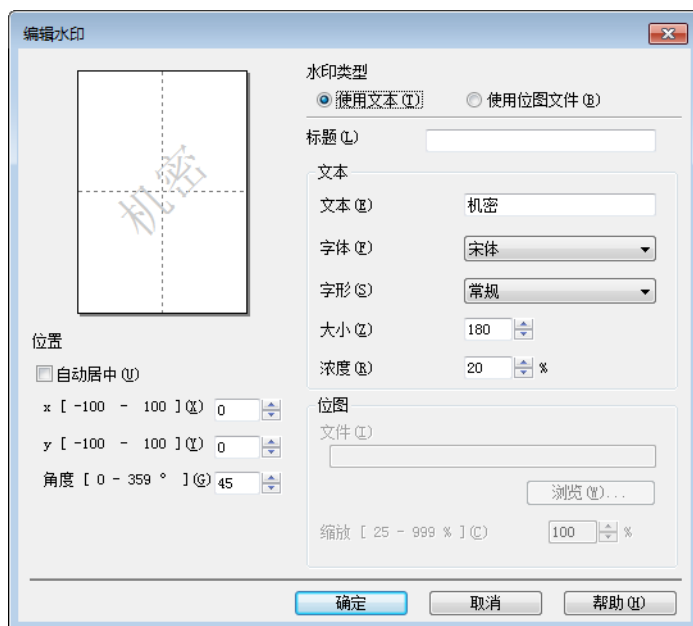 编辑水印
机密
水印类型
使用文本(T)
使用位图文件(B)
标题(L)
文本
文本(E) 机密
字体(F) 宋体
字形(S) 常规
大小(Z) 180
浓度(R) 20 %
位置
自动居中(U)
x [ -100 - 100 ](X) 0
y [ -100 - 100 ](Y) 0
角度 [ 0 - 359 ° ](G) 45
位图
文件(I)
浏览(W)...
缩放 [ 25 - 999 % ](C) 100 %
确定
取消
帮助(H)